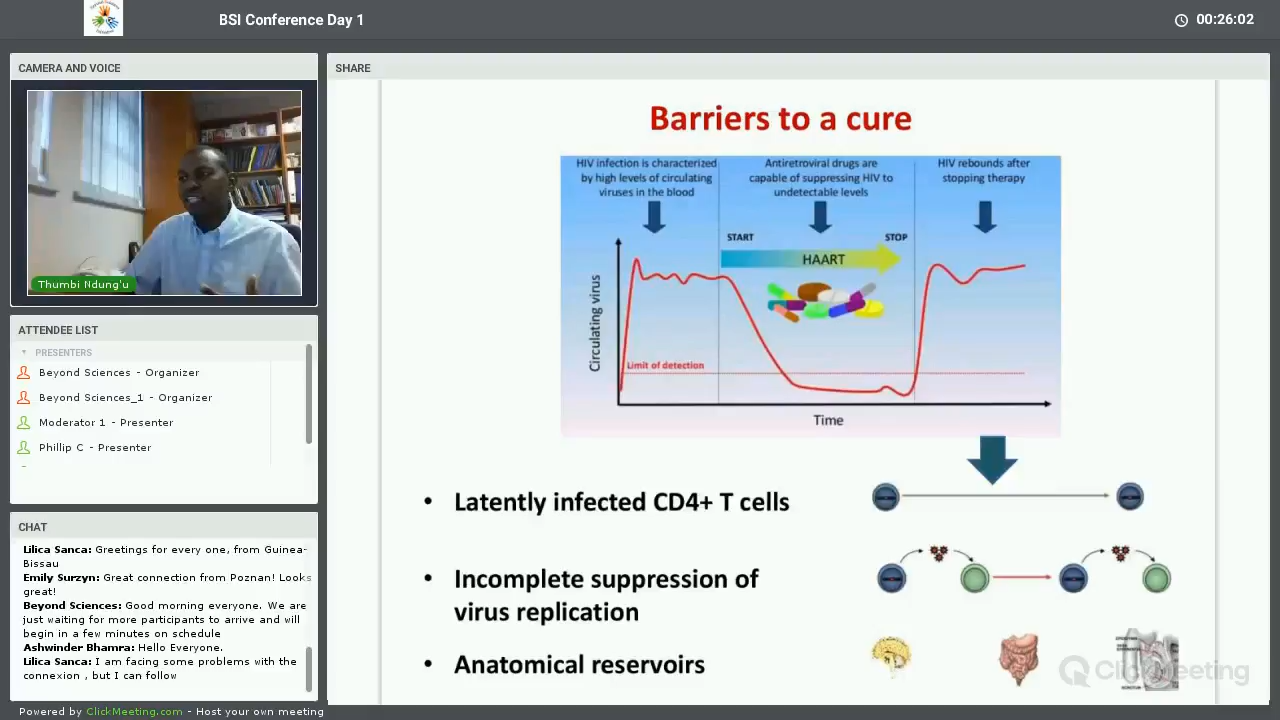 BSI Conference Day 1
00:26:02
CAMERA AND VOICE
Thumbi Ndung'u
ATTENDEE LIST
PRESENTERS
Beyond Sciences - Organizer
Beyond Sciences_1 - Organizer
Moderator 1 - Presenter
Phillip C - Presenter
CHAT
Lilica Sanca: Greetings for every one, from Guinea-
Bissau
Emily Surzyn: Great connection from Poznan! Looks
great!
Beyond Sciences: Good morning everyone. We are
just waiting for more participants to arrive and will
begin in a few minutes on schedule
Ashwinder Bhamra: Hello Everyone.
Lilica Sanca: I am facing some problems with the
connexion , but I can follow
Powered by ClickMeeting.com - Host your own meeting
SHARE
Barriers to a cure
HIV infection is characterized
by high levels of circulating
viruses in the blood
Antiretroviral drugs are
capable of suppressing HIV to
undetectable levels
HIV rebounds after
stopping therapy
START
STOP
HAART
Circulating virus
Limit of detection
Time
• Latently infected CD4+ T cells
• Incomplete suppression of
virus replication
• Anatomical reservoirs
ClickMeeting